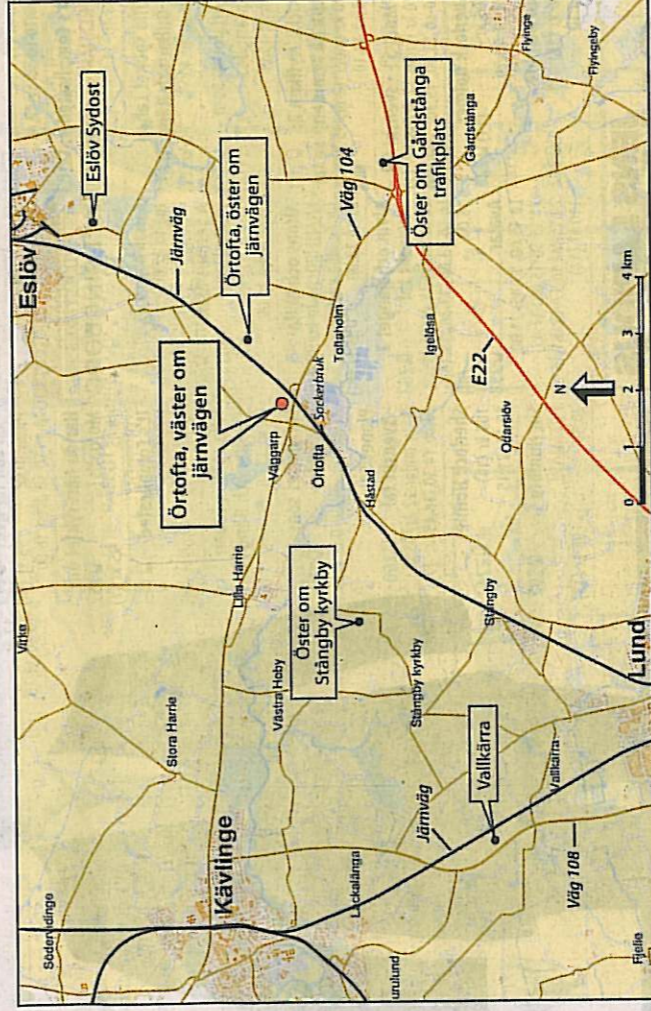 Södervidinge
Virke
Eslöv
Eslöv Sydost
Stora Harrie
Järnväg
Örtofta, öster om
järnvägen
Örtofta, väster om
järnvägen
Kävlinge
Lilla Harrie
Väggarp
Sockerbruk
Örtofta
Toftaholm
Väg 104
Öster om Gårdstånga
trafikplats
Flyinge
Flyingeby
Gårdstånga
Västra Hoby
Öster om
Stångby kyrkby
Håstad
Igelösa
Lackalänga
urulund
Järnväg
Stångby kyrkby
Vallkärra
Stångby
Odarslöv
E22
Vallkärra
Väg 108
Fjelie
Lund
N
0 1 2 3 4 km